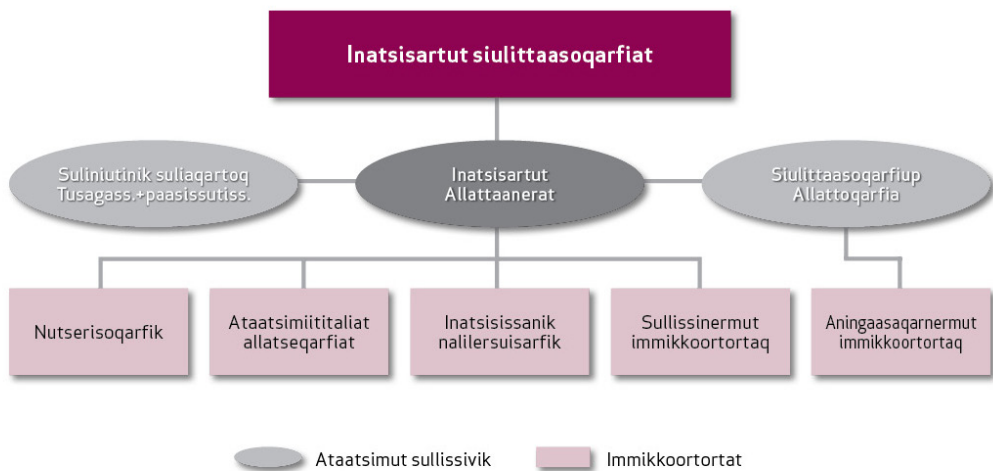 Inatsisartut siulittaasoqarfiat
Suliniutinik suliaqartoq
Tusagass.+paasissutiss.
Inatsisartut
Allattaanerat
Siulittaasoqarfiup
Allattoqarfia
Nutserisoqarfik
Ataatsimiititaliat
allatseqarfiat
Inatsisissanik
nalilersuisarfik
Sullissinermut
immikkoortortaq
Aningaasaqarnermut
immikkoortortaq
Ataatsimut sullissivik
Immikkoortortat